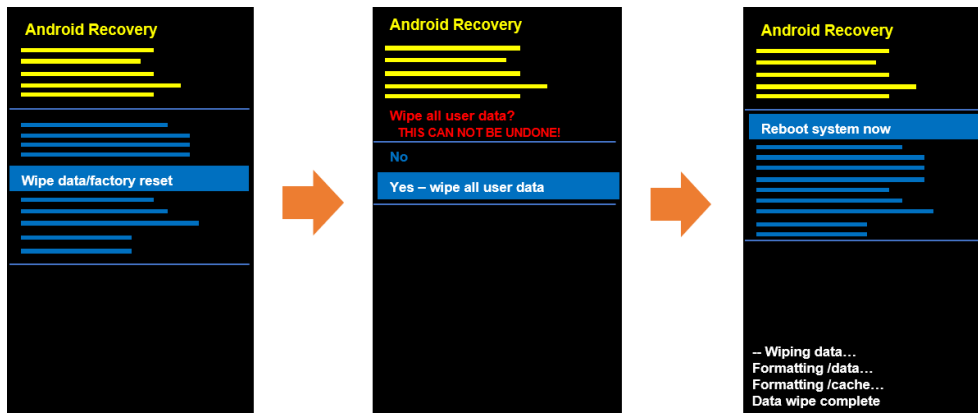 Android Recovery
Wipe data/factory reset
Android Recovery
Wipe all user data?
THIS CAN NOT BE UNDONE!
No
Yes – wipe all user data
Android Recovery
Reboot system now
-- Wiping data…
Formatting /data…
Formatting /cache…
Data wipe complete